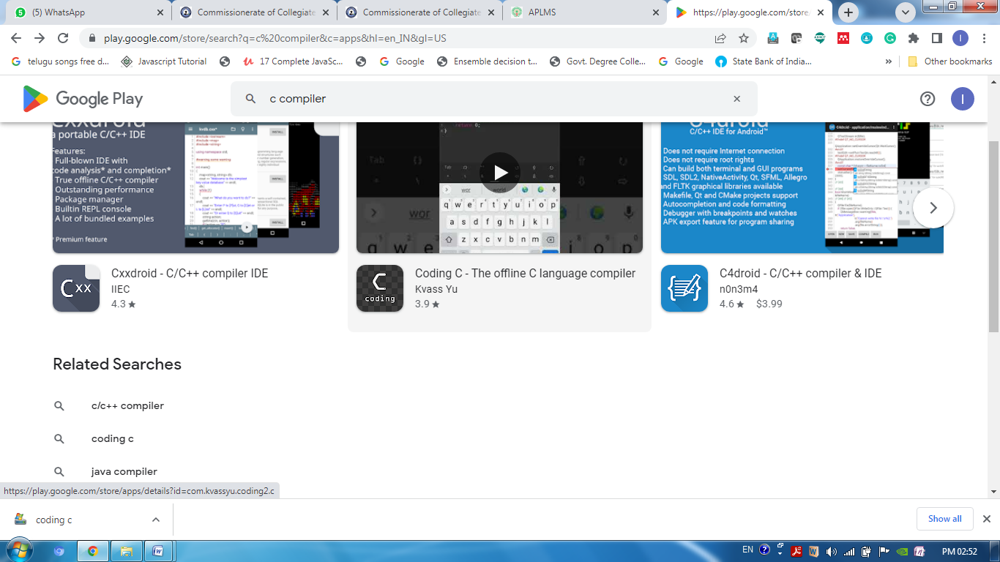 (5) WhatsApp
Commissionerate of Collegiate
Commissionerate of Collegiate
APLMS
https://play.google.com/store/
play.google.com/store/search?q=c%20compiler&c=apps&hl=en_IN&gl=US
I
telugu songs free d...
Javascript Tutorial
17 Complete JavaSc...
Google
Ensemble decision t...
Govt. Degree Colle...
Google
State Bank of India...
»
Other bookmarks
Google Play
c compiler
I
Cxxdroid
a portable C/C++ IDE
Features:
Full-blown IDE with
code analysis* and completion*
True offline C/C++ compiler
Outstanding performance
Package manager
Builtin REPL console
A lot of bundled examples
* Premium feature
return 0;
q w e r t y u i o p
a s d f g h j k l
z x c v b n m
C4droid
C/C++ IDE for Android™
Does not require Internet connection
Does not require root rights
Can build both terminal and GUI programs
SDL, SDL2, NativeActivity, Qt, SFML, Allegro
and FLTK graphical libraries available
Makefile, Qt and CMake projects support
Autocompletion and code formatting
Debugger with breakpoints and watches
APK export feature for program sharing
Cxx
Cxxdroid - C/C++ compiler IDE
IIEC
4.3 ★
C
coding
Coding C - The offline C language compiler
Kvass Yu
3.9 ★
C4droid - C/C++ compiler & IDE
n0n3m4
4.6 ★ $3.99
Related Searches
c/c++ compiler
coding c
java compiler
https://play.google.com/store/apps/details?id=com.kvassyu.coding2.c
coding c
Show all
EN
PM 02:52